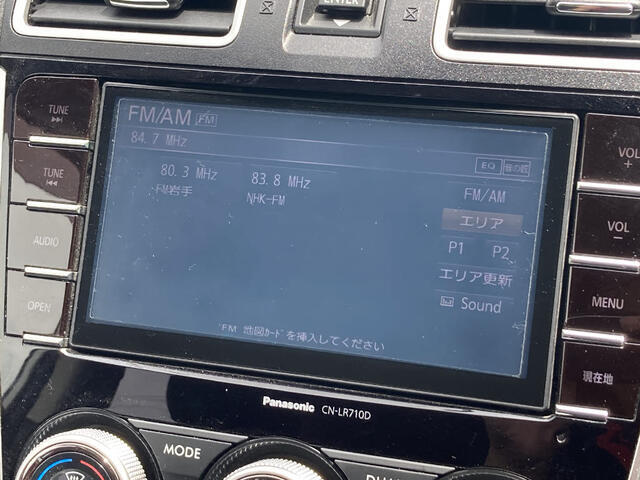 ENTER
TUNE
TUNE
AUDIO
OPEN
FM/AM FM
84.7 MHz
EQ
80.3 MHz 83.8 MHz
FM岩手 NHK-FM
FM/AM
エリア
P1 P2
エリア更新
Sound
FM 地図ｶｰﾄﾞを挿入してください
VOL
+
VOL
−
MENU
現在地
Panasonic CN-LR710D
MODE